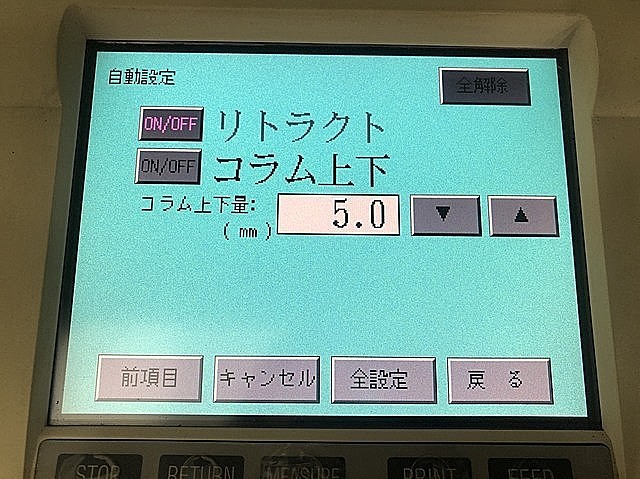 自動設定
全解除
ON/OFF リトラクト
ON/OFF コラム上下
コラム上下量: 5.0 ▼ ▲
( mm )
前項目 キャンセル 全設定 戻 る
STOP RETURN MEASURE PRINT FEED